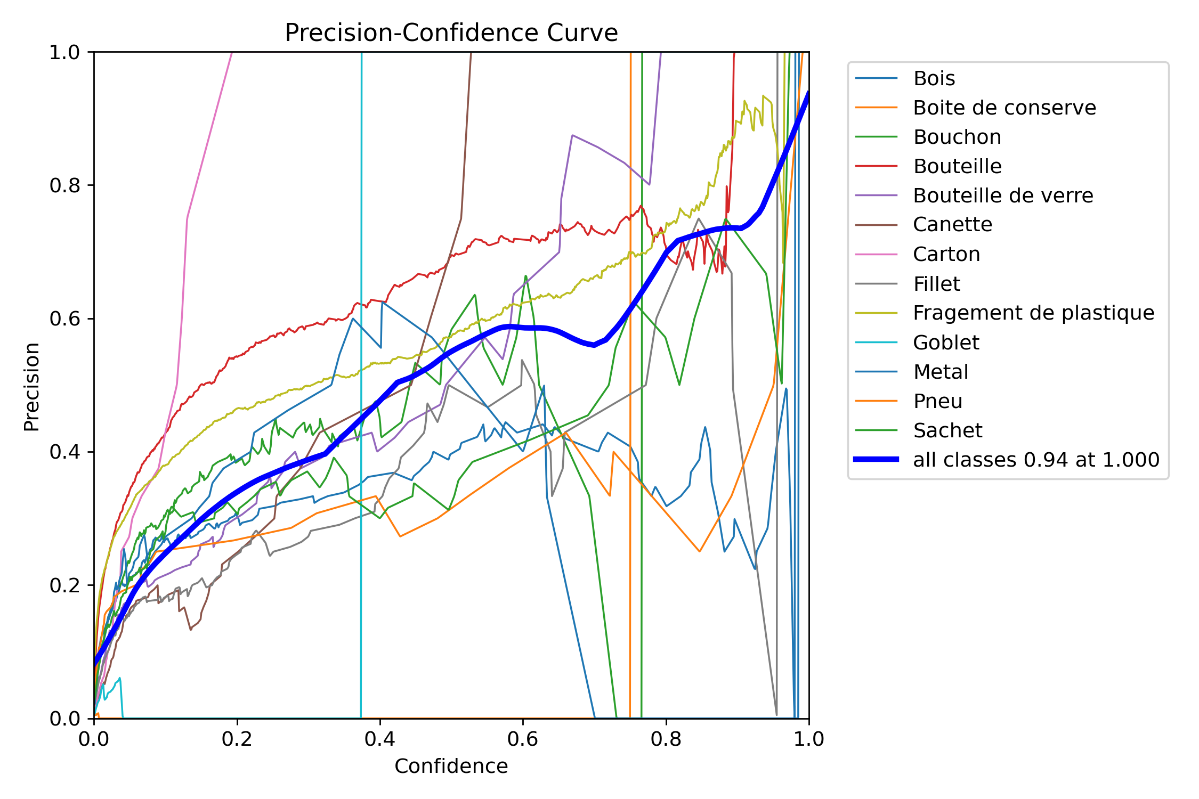 Precision-Confidence Curve
1.0
0.8
0.6
0.4
0.2
0.0
Precision
0.0 0.2 0.4 0.6 0.8 1.0
Confidence
Bois
Boite de conserve
Bouchon
Bouteille
Bouteille de verre
Canette
Carton
Fillet
Fragement de plastique
Goblet
Metal
Pneu
Sachet
all classes 0.94 at 1.000